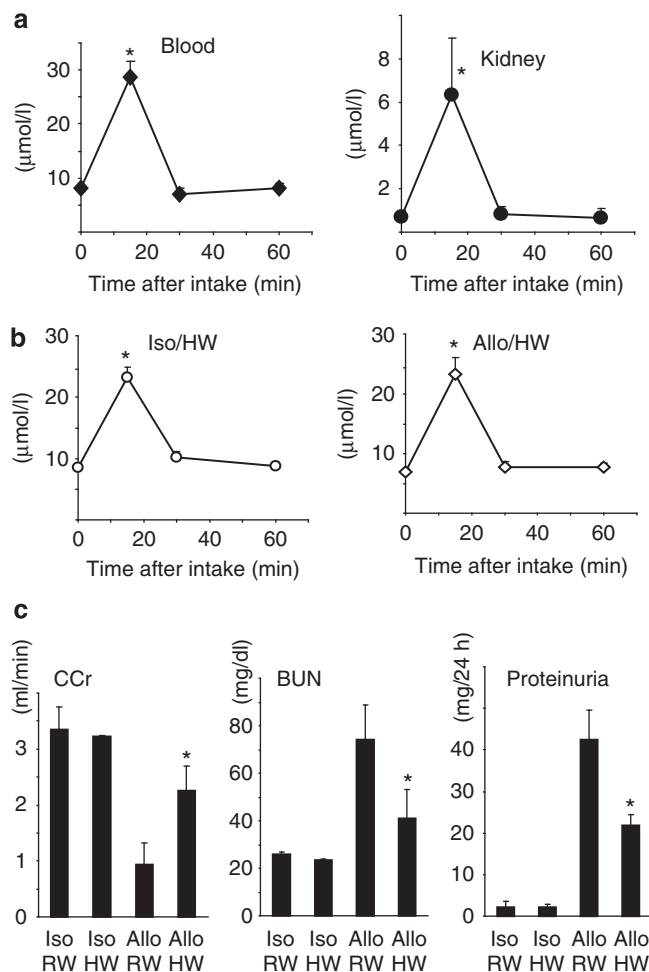 a
Blood
*
(μmol/l)
30
20
10
0 20 40 60
Time after intake (min)
Kidney
*
(μmol/l)
8
6
4
2
0 20 40 60
Time after intake (min)
b
Iso/HW
*
(μmol/l)
30
20
10
0 20 40 60
Time after intake (min)
Allo/HW
*
(μmol/l)
30
20
10
0 20 40 60
Time after intake (min)
c
CCr
(ml/min)
3
2
1
0
*
Iso Iso Allo Allo
RW HW RW HW
BUN
(mg/dl)
80
60
40
20
0
*
Iso Iso Allo Allo
RW HW RW HW
Proteinuria
(mg/24 h)
40
30
20
10
0
*
Iso Iso Allo Allo
RW HW RW HW